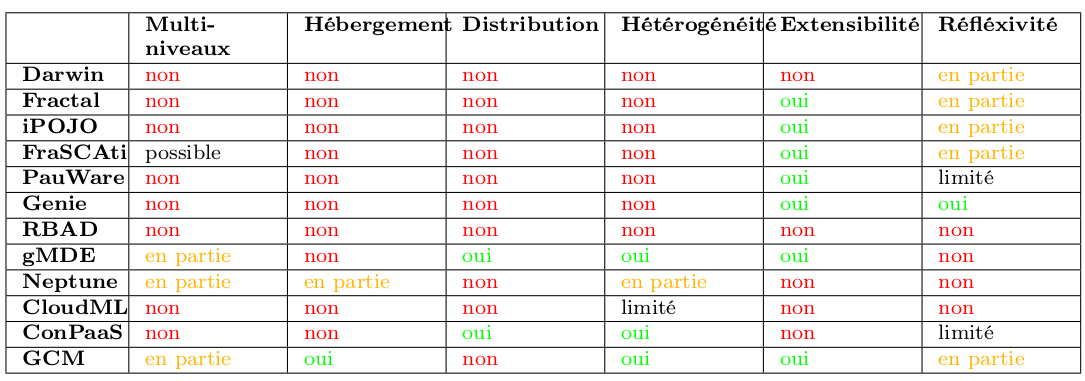 Multi- Hébergement Distribution Hétérogénéité Extensibilité Réfléxivité
niveaux
Darwin non non non non non en partie
Fractal non non non non oui en partie
iPOJO non non non non oui en partie
FraSCAti possible non non non oui en partie
PauWare non non non non oui limité
Genie non non non non oui oui
RBAD non non non non non non
gMDE en partie non oui oui oui non
Neptune en partie en partie non en partie non non
CloudML non non non limité non non
ConPaaS non non oui oui non limité
GCM en partie oui non oui oui en partie